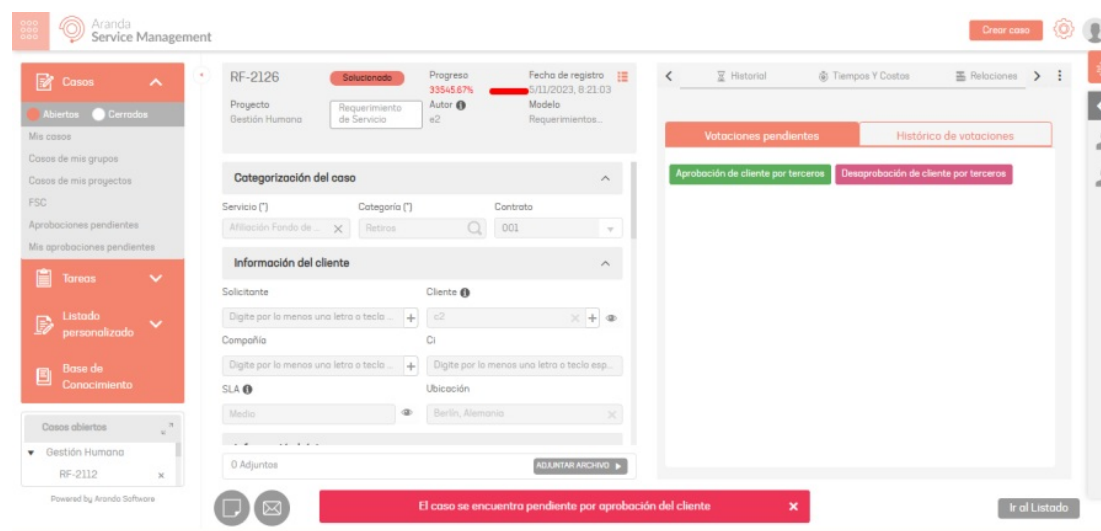 Aranda
Service Management
Crear caso
Casos
Abiertos Cerrados
Mis casos
Casos de mis grupos
Casos de mis proyectos
FSC
Aprobaciones pendientes
Mis aprobaciones pendientes
Tareas
Listado
personalizado
Base de
Conocimiento
Casos abiertos
Gestión Humana
RF-2112
Powered by Aranda Software
RF-2126
Solucionado
Progreso
33545.67%
Fecha de registro
5/11/2023, 8:21:03
Proyecto
Gestión Humana
Requerimiento
de Servicio
Autor
e2
Modelo
Requerimientos...
Categorización del caso
Servicio (*) Categoría (*) Contrato
Afiliación Fondo de ... Retiros 001
Información del cliente
Solicitante Cliente
Digite por lo menos una letra o tecla ... c2
Compañía Ci
Digite por lo menos una letra o tecla ... Digite por lo menos una letra o tecla esp...
SLA Ubicación
Medio Berlín, Alemania
0 Adjuntos ADJUNTAR ARCHIVO
Historial Tiempos Y Costos Relaciones
Votaciones pendientes Histórico de votaciones
Aprobación de cliente por terceros Desaprobación de cliente por terceros
El caso se encuentra pendiente por aprobación del cliente
Ir al Listado